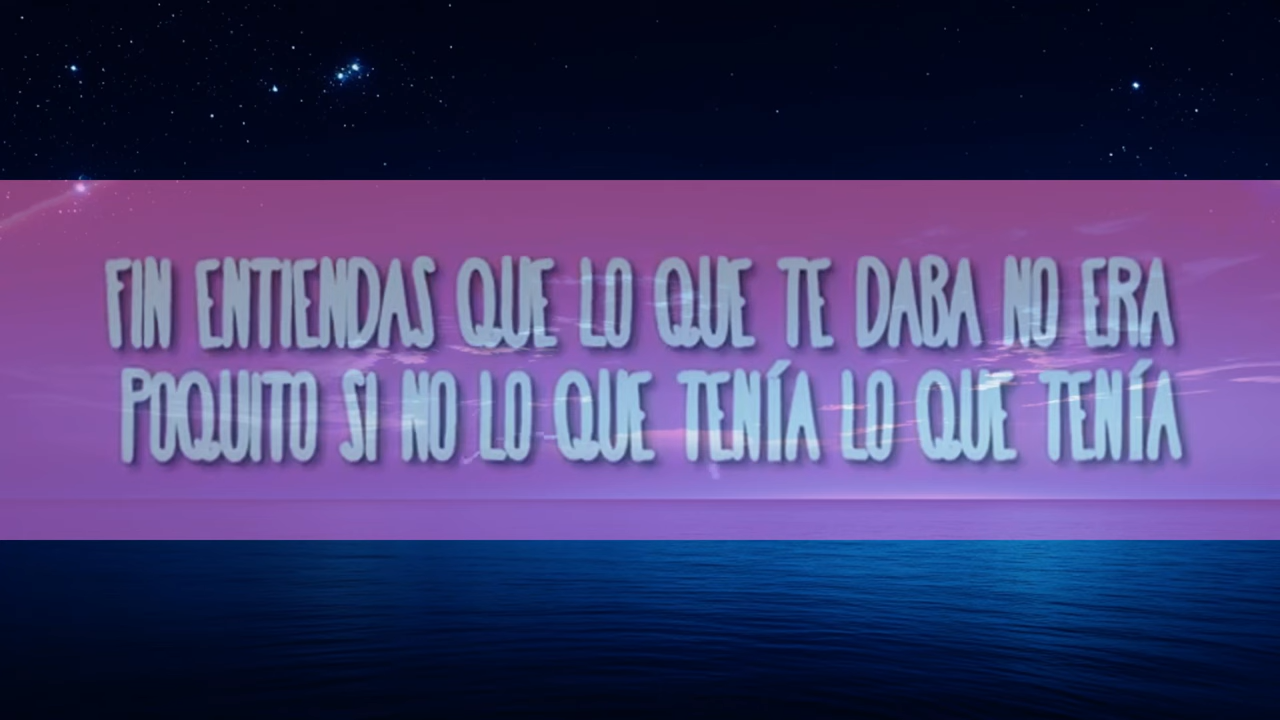 FIN ENTIENDAS QUE LO QUE TE DABA NO ERA
POQUITO SI NO LO QUE TENÍA LO QUE TENÍA